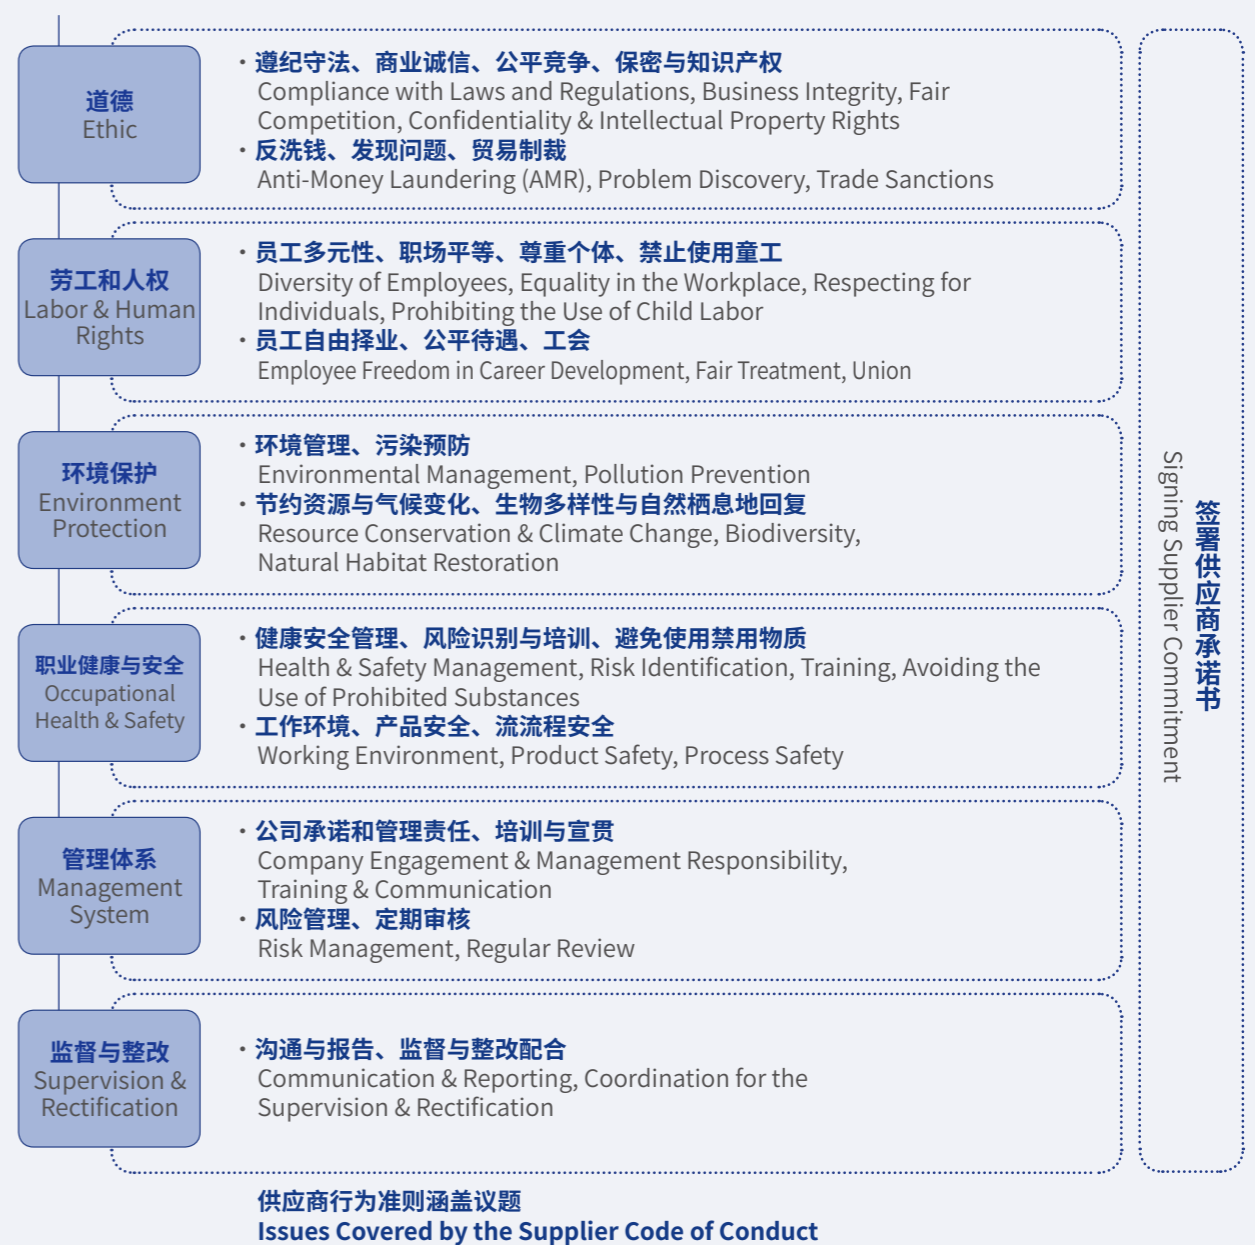 道德
Ethic
· 遵纪守法、商业诚信、公平竞争、保密与知识产权
Compliance with Laws and Regulations, Business Integrity, Fair
Competition, Confidentiality & Intellectual Property Rights
· 反洗钱、发现问题、贸易制裁
Anti-Money Laundering (AMR), Problem Discovery, Trade Sanctions
劳工和人权
Labor & Human
Rights
· 员工多元性、职场平等、尊重个体、禁止使用童工
Diversity of Employees, Equality in the Workplace, Respecting for
Individuals, Prohibiting the Use of Child Labor
· 员工自由择业、公平待遇、工会
Employee Freedom in Career Development, Fair Treatment, Union
环境保护
Environment
Protection
· 环境管理、污染预防
Environmental Management, Pollution Prevention
· 节约资源与气候变化、生物多样性与自然栖息地回复
Resource Conservation & Climate Change, Biodiversity,
Natural Habitat Restoration
职业健康与安全
Occupational
Health & Safety
· 健康安全管理、风险识别与培训、避免使用禁用物质
Health & Safety Management, Risk Identification, Training, Avoiding the
Use of Prohibited Substances
· 工作环境、产品安全、流流程安全
Working Environment, Product Safety, Process Safety
管理体系
Management
System
· 公司承诺和管理责任、培训与宣贯
Company Engagement & Management Responsibility,
Training & Communication
· 风险管理、定期审核
Risk Management, Regular Review
监督与整改
Supervision &
Rectification
· 沟通与报告、监督与整改配合
Communication & Reporting, Coordination for the
Supervision & Rectification
签署供应商承诺书
Signing Supplier Commitment
供应商行为准则涵盖议题
Issues Covered by the Supplier Code of Conduct